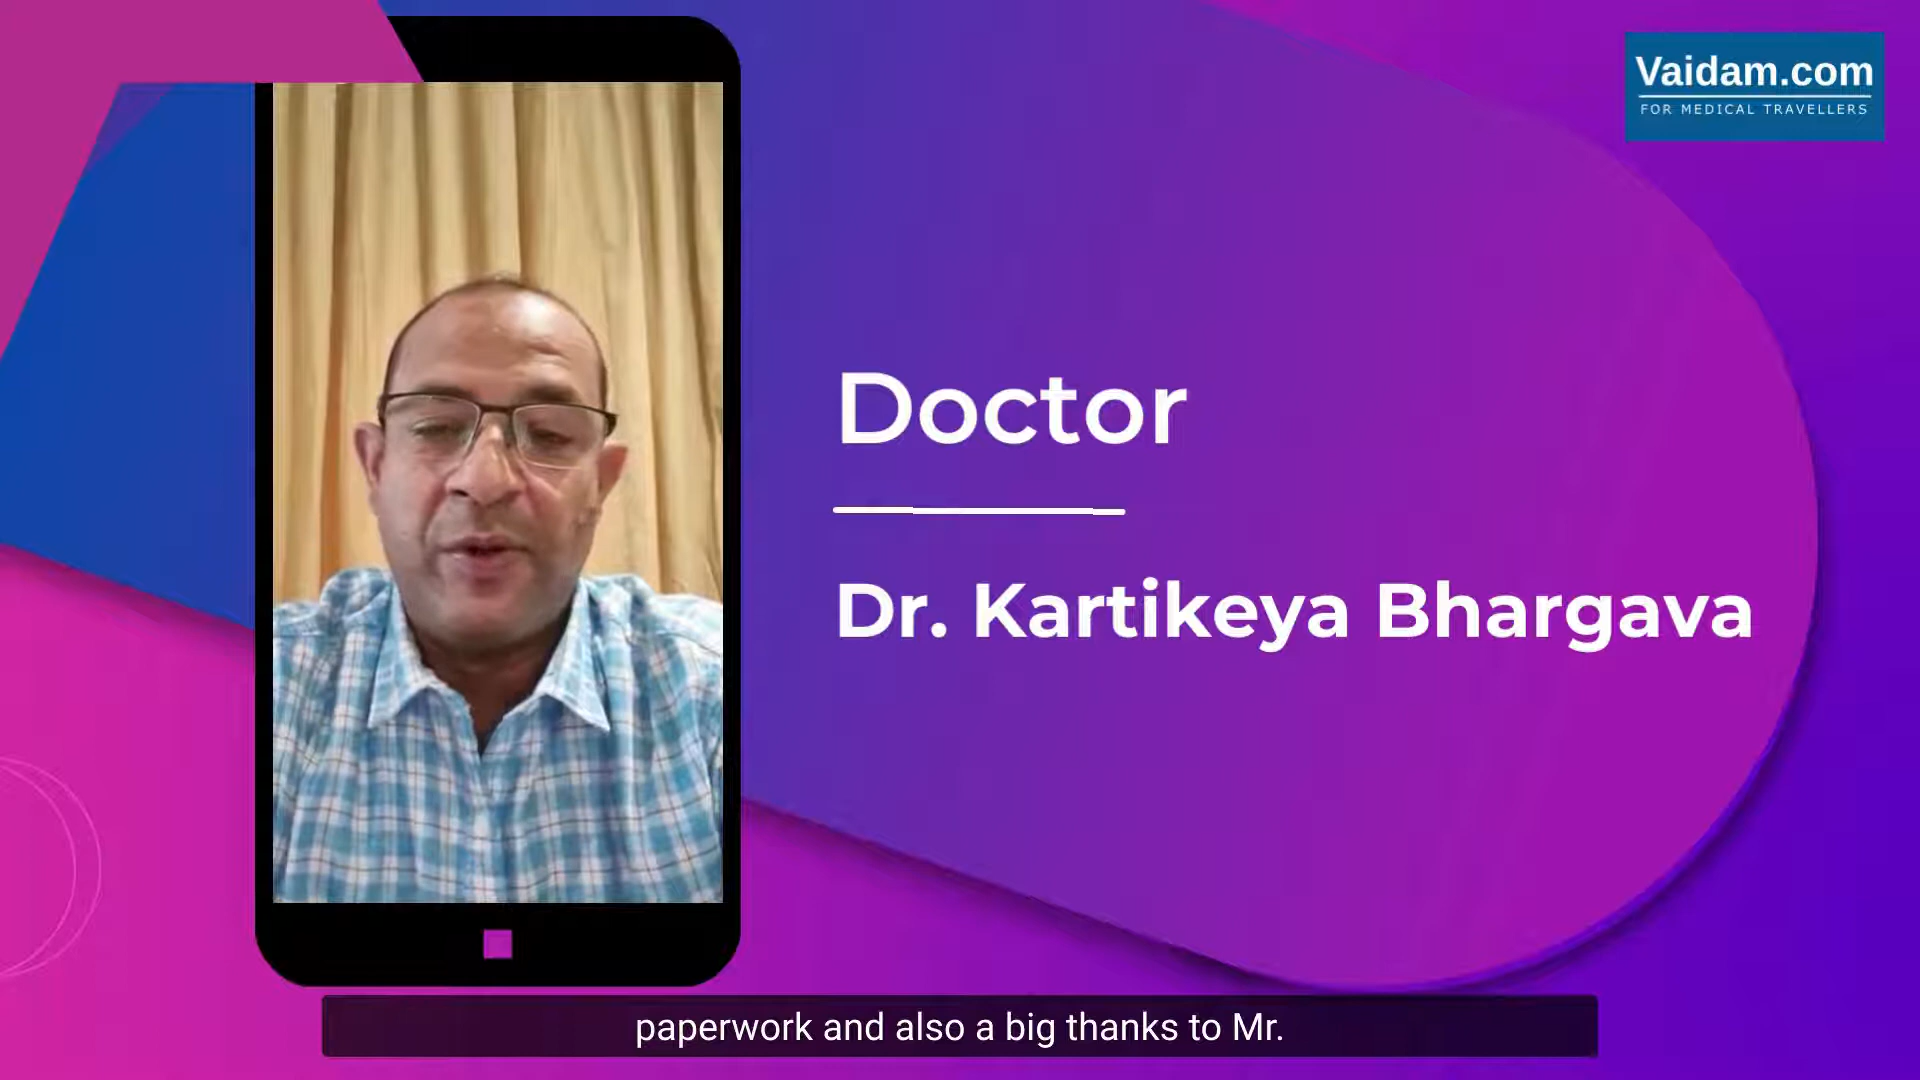 Vaidam.com
FOR MEDICAL TRAVELLERS
Doctor
Dr. Kartikeya Bhargava
paperwork and also a big thanks to Mr.